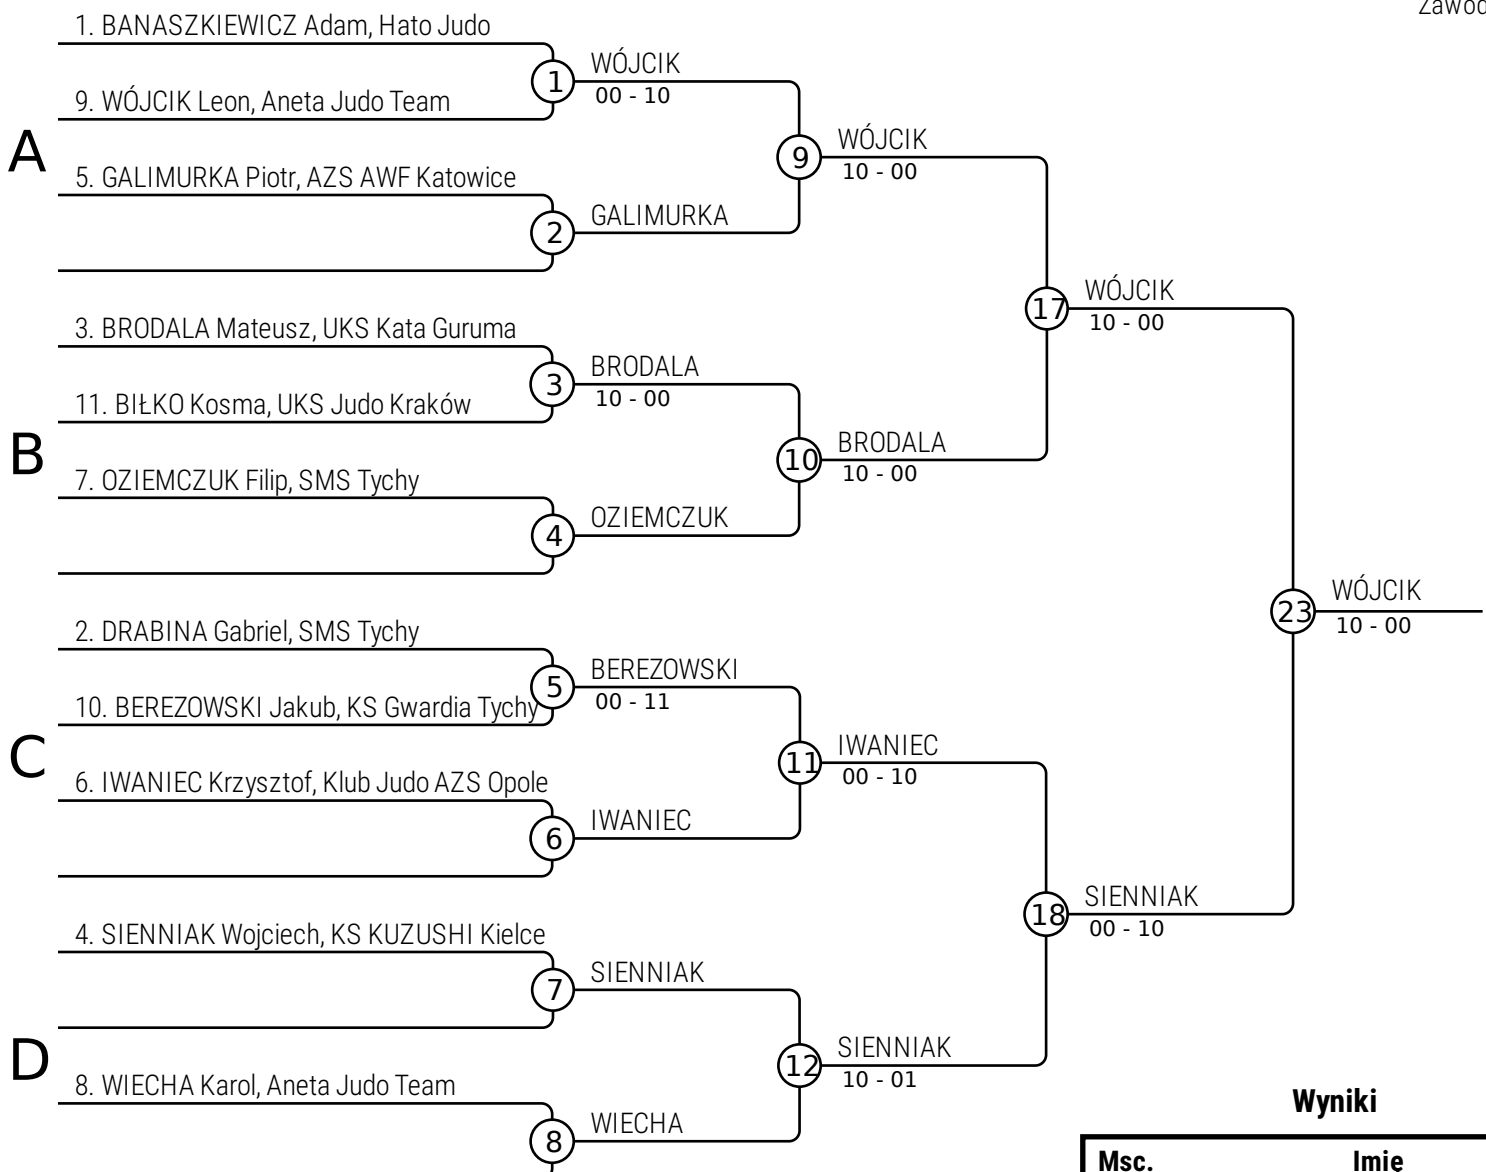 Zawod
1. BANASZKIEWICZ Adam, Hato Judo
1
WÓJCIK
00 - 10
9. WÓJCIK Leon, Aneta Judo Team
A
9
WÓJCIK
10 - 00
5. GALIMURKA Piotr, AZS AWF Katowice
2
GALIMURKA
17
WÓJCIK
10 - 00
3. BRODALA Mateusz, UKS Kata Guruma
3
BRODALA
10 - 00
11. BIŁKO Kosma, UKS Judo Kraków
B
10
BRODALA
10 - 00
7. OZIEMCZUK Filip, SMS Tychy
4
OZIEMCZUK
23
WÓJCIK
10 - 00
2. DRABINA Gabriel, SMS Tychy
5
BEREZOWSKI
00 - 11
10. BEREZOWSKI Jakub, KS Gwardia Tychy
C
11
IWANIEC
00 - 10
6. IWANIEC Krzysztof, Klub Judo AZS Opole
6
IWANIEC
18
SIENNIAK
00 - 10
4. SIENNIAK Wojciech, KS KUZUSHI Kielce
7
SIENNIAK
D
12
SIENNIAK
10 - 01
8. WIECHA Karol, Aneta Judo Team
8
WIECHA
Wyniki
Msc.
Imię